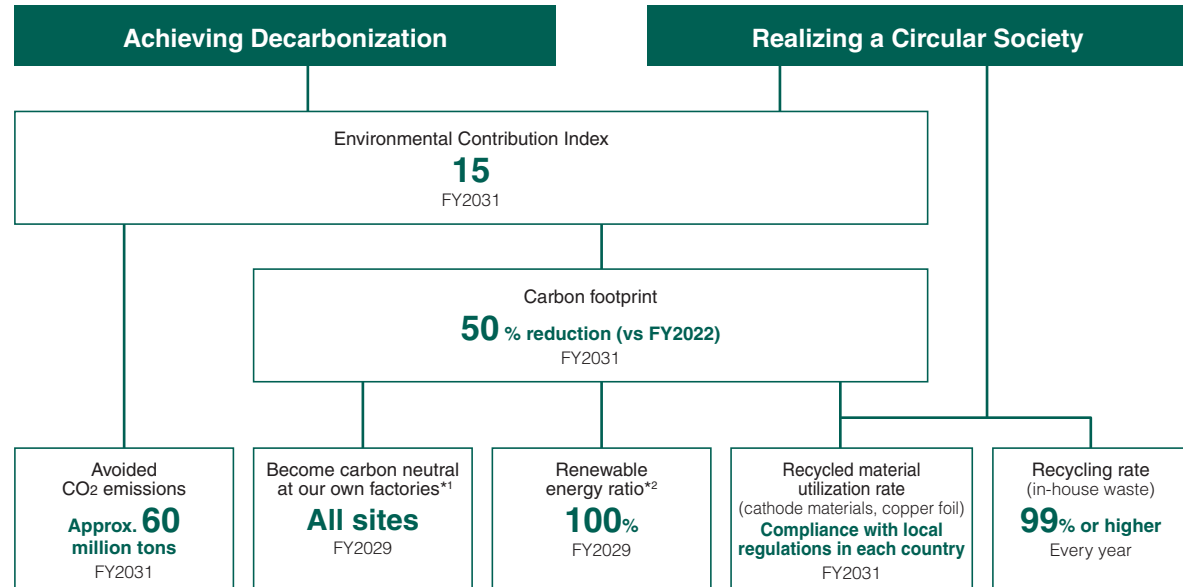 Achieving Decarbonization
Realizing a Circular Society
Environmental Contribution Index
15
FY2031
Carbon footprint
50 % reduction (vs FY2022)
FY2031
Avoided
CO2 emissions
Approx. 60
million tons
FY2031
Become carbon neutral
at our own factories*1
All sites
FY2029
Renewable
energy ratio*2
100%
FY2029
Recycled material
utilization rate
(cathode materials, copper foil)
Compliance with local
regulations in each country
FY2031
Recycling rate
(in-house waste)
99% or higher
Every year